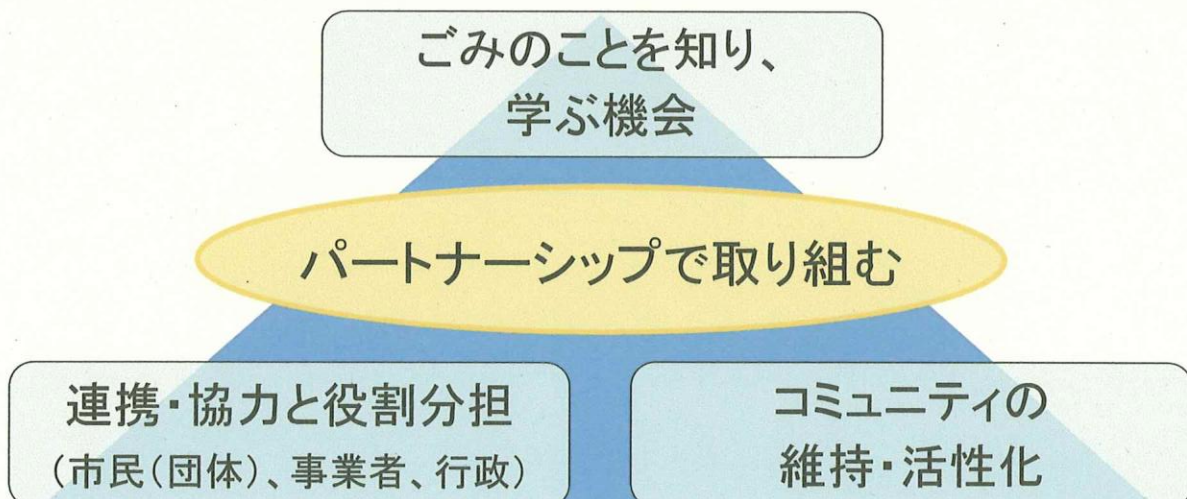 ごみのことを知り、
学ぶ機会
パートナーシップで取り組む
連携・協力と役割分担
(市民(団体)、事業者、行政)
コミュニティの
維持・活性化